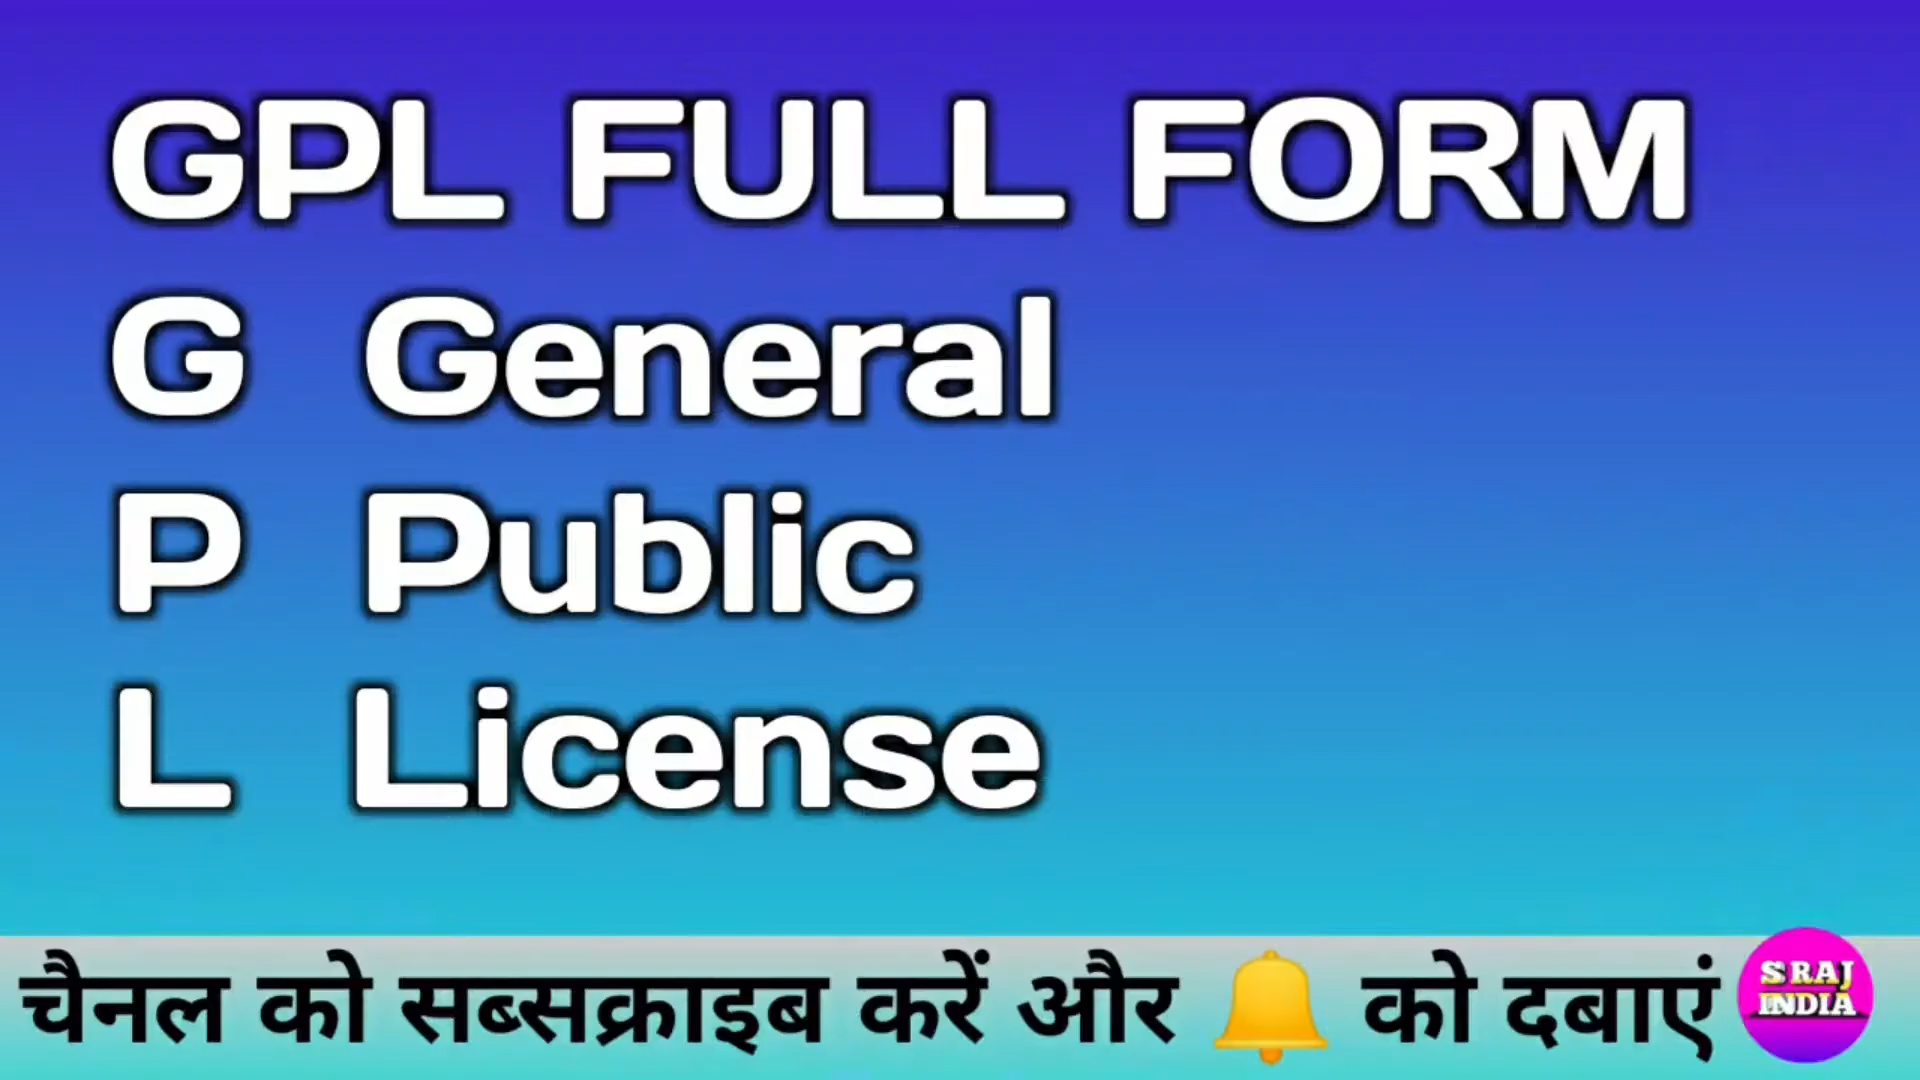 GPL FULL FORM
G General
P Public
L License
चैनल को सब्सक्राइब करें और 🔔 को दबाएं
S RAJ
INDIA